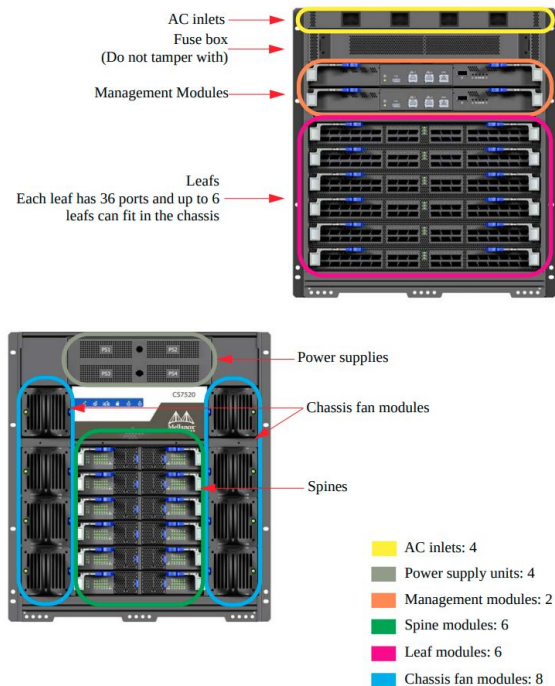 AC inlets
Fuse box
(Do not tamper with)
Management Modules
Leafs
Each leaf has 36 ports and up to 6
leafs can fit in the chassis
PS1
PS2
PS3
PS4
Power supplies
CS7520
Mellanox
Chassis fan modules
Spines
AC inlets: 4
Power supply units: 4
Management modules: 2
Spine modules: 6
Leaf modules: 6
Chassis fan modules: 8